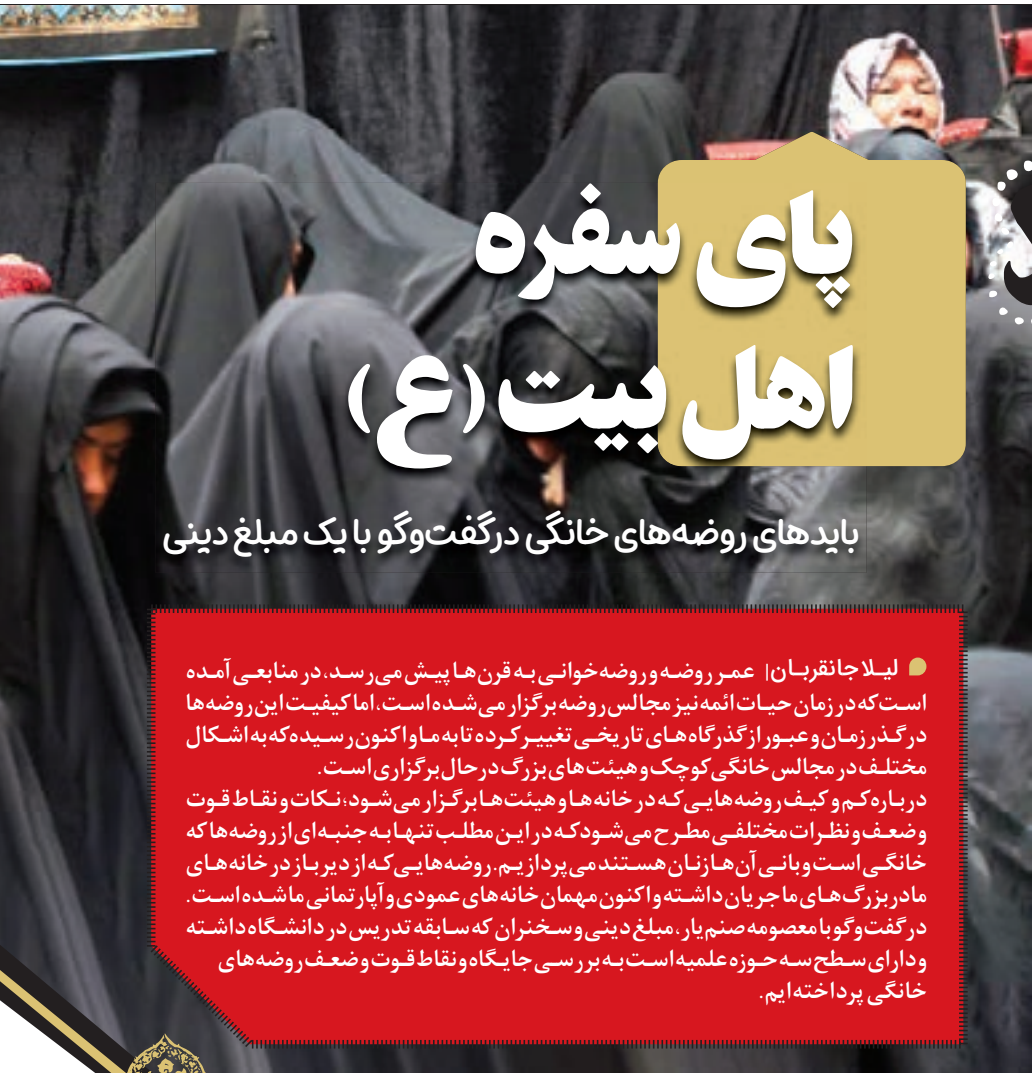 پای سفره
اهل بیت (ع)
بایدهای روضه‌های خانگی درگفت‌وگو با یک مبلغ دینی
لیلا جانقربان| عمر روضه و روضه‌خوانی به قرن‌ها پیش می‌رسد، در منابعی آمده
است که در زمان حیات ائمه نیز مجالس روضه برگزار می‌شده است، اما کیفیت این روضه‌ها
در گذر زمان و عبور از گذرگاه‌های تاریخی تغییر کرده تا به ما و اکنون رسیده که به اشکال
مختلف در مجالس خانگی کوچک و هیئت‌های بزرگ در حال برگزاری است.
درباره کم و کیف روضه‌هایی که در خانه‌ها و هیئت‌ها برگزار می‌شود؛ نکات و نقاط قوت
و ضعف و نظرات مختلفی مطرح می‌شود که در این مطلب تنها به جنبه‌ای از روضه‌ها که
خانگی است و بانی آن‌ها زنان هستند می‌پردازیم. روضه‌هایی که از دیرباز در خانه‌های
مادربزرگ‌های ما جریان داشته و اکنون مهمان خانه‌های عمودی و آپارتمانی ما شده است.
در گفت‌وگو با معصومه صنم‌یار، مبلغ دینی و سخنران که سابقه تدریس در دانشگاه داشته
و دارای سطح سه حوزه علمیه است به بررسی جایگاه و نقاط قوت و ضعف روضه‌های
خانگی پرداخته‌ایم.